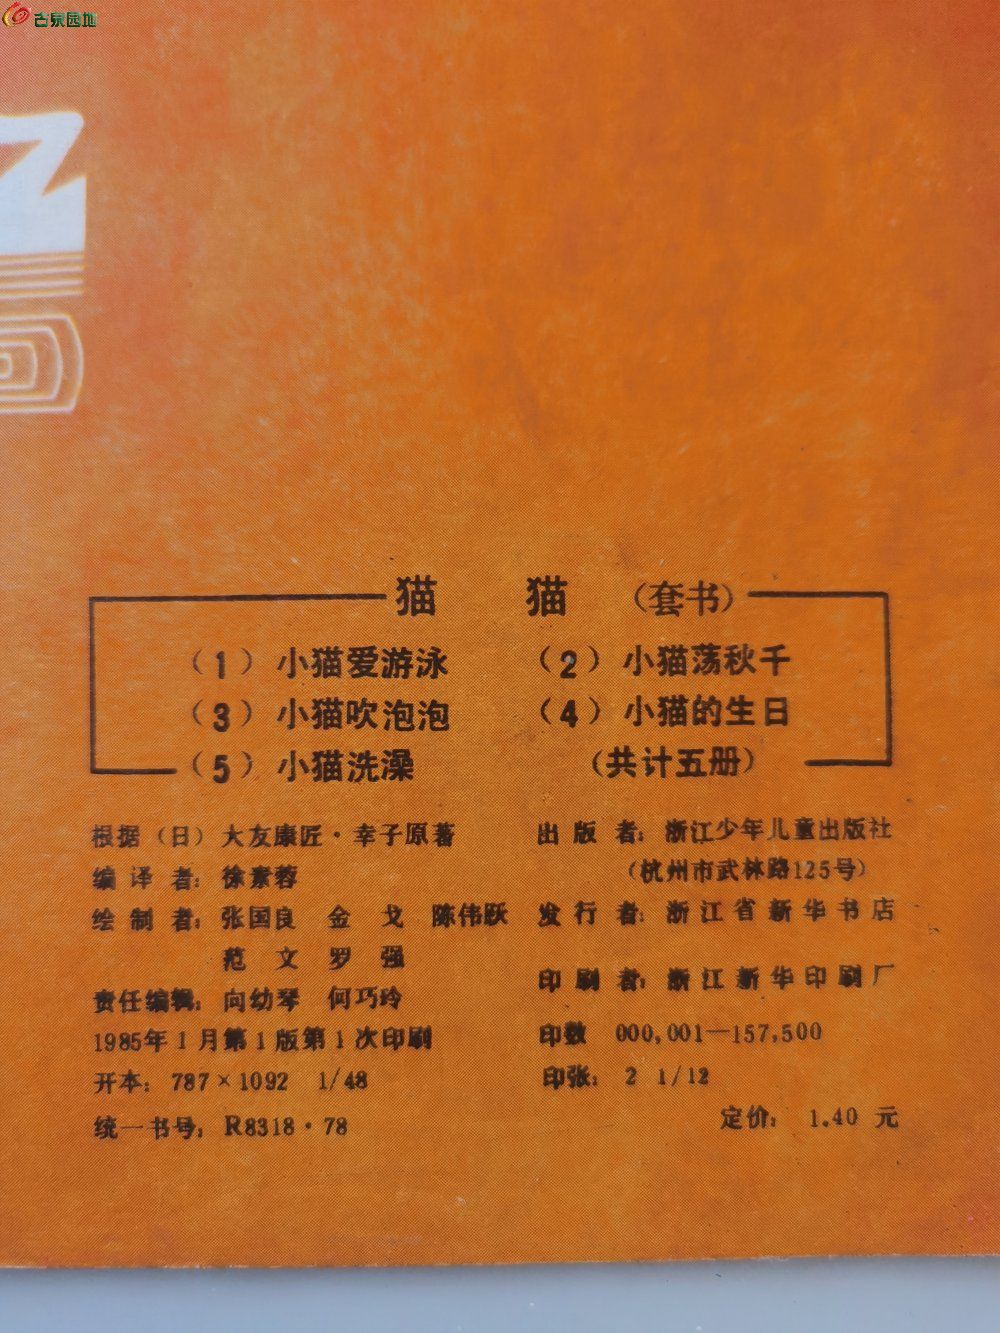 古泉园地
猫 猫 （套书）
（1）小猫爱游泳 （2）小猫荡秋千
（3）小猫吹泡泡 （4）小猫的生日
（5）小猫洗澡 （共计五册）
根据（日）大友康匠·幸子原著
编译者：徐素蓉
绘制者：张国良 金 戈 陈伟跃
范 文 罗 强
责任编辑：向幼琴 何巧玲
1985年1月第1版第1次印刷
开本：787×1092 1/48
统一书号：R8318·78
出版者：浙江少年儿童出版社
（杭州市武林路125号）
发行者：浙江省新华书店
印刷者：浙江新华印刷厂
印数 000,001—157,500
印张：2 1/12
定价： 1.40 元